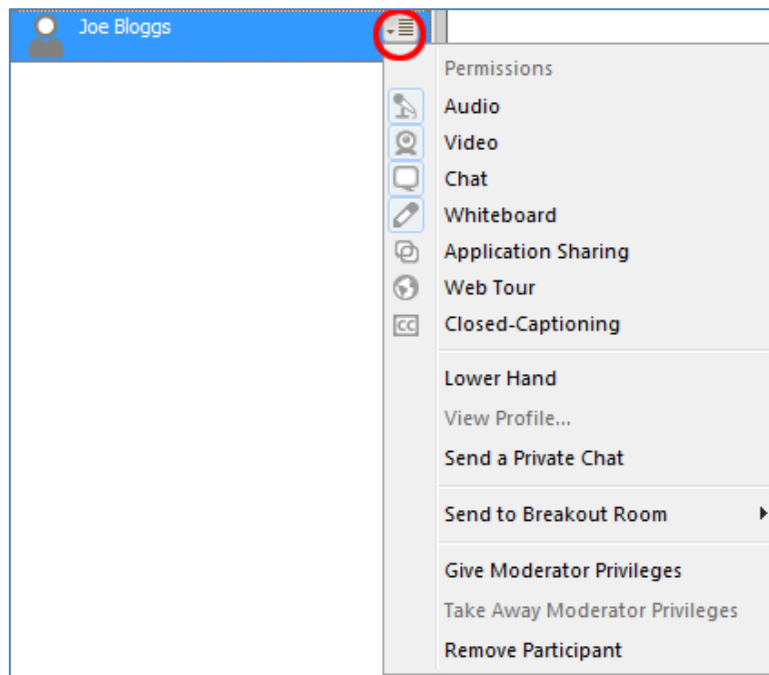 Joe Bloggs
Permissions
Audio
Video
Chat
Whiteboard
Application Sharing
Web Tour
CC Closed-Captioning
Lower Hand
View Profile...
Send a Private Chat
Send to Breakout Room
Give Moderator Privileges
Take Away Moderator Privileges
Remove Participant